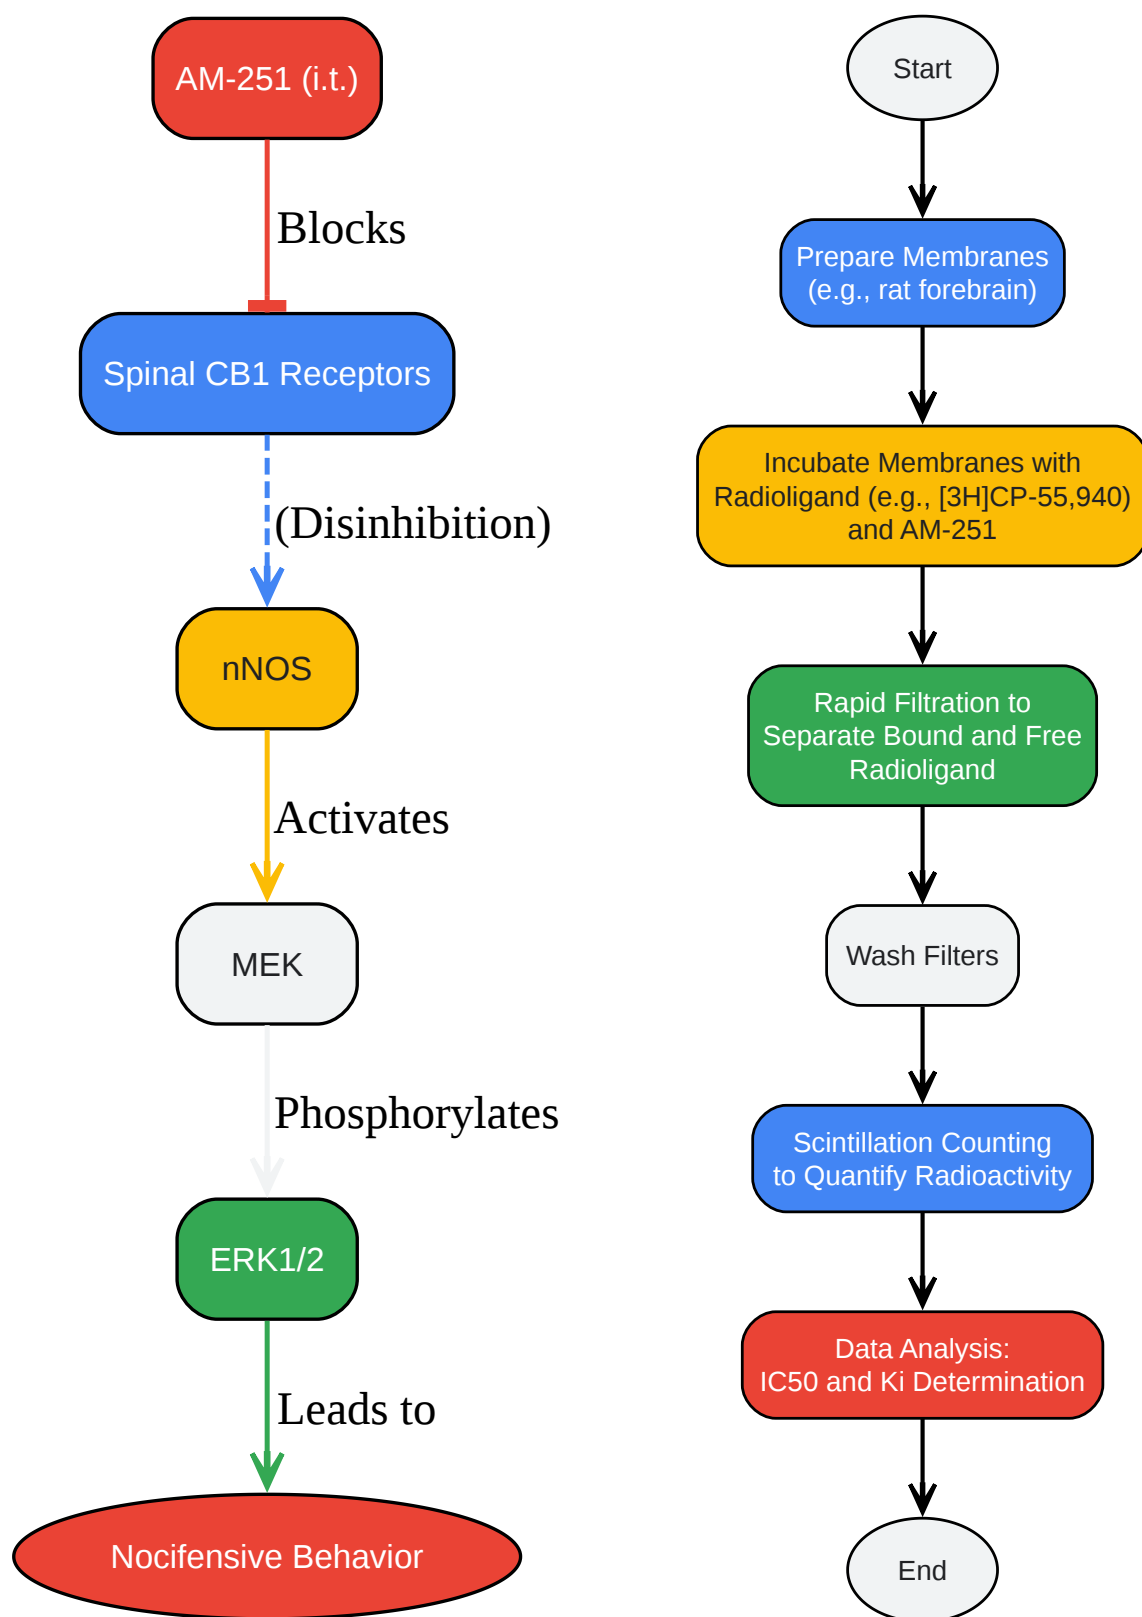 AM-251 (i.t.)
Blocks
Spinal CB1 Receptors
(Disinhibition)
nNOS
Activates
MEK
Phosphorylates
ERK1/2
Leads to
Nocifensive Behavior
Start
Prepare Membranes
(e.g., rat forebrain)
Incubate Membranes with
Radioligand (e.g., [3H]CP-55,940)
and AM-251
Rapid Filtration to
Separate Bound and Free
Radioligand
Wash Filters
Scintillation Counting
to Quantify Radioactivity
Data Analysis:
IC50 and Ki Determination
End